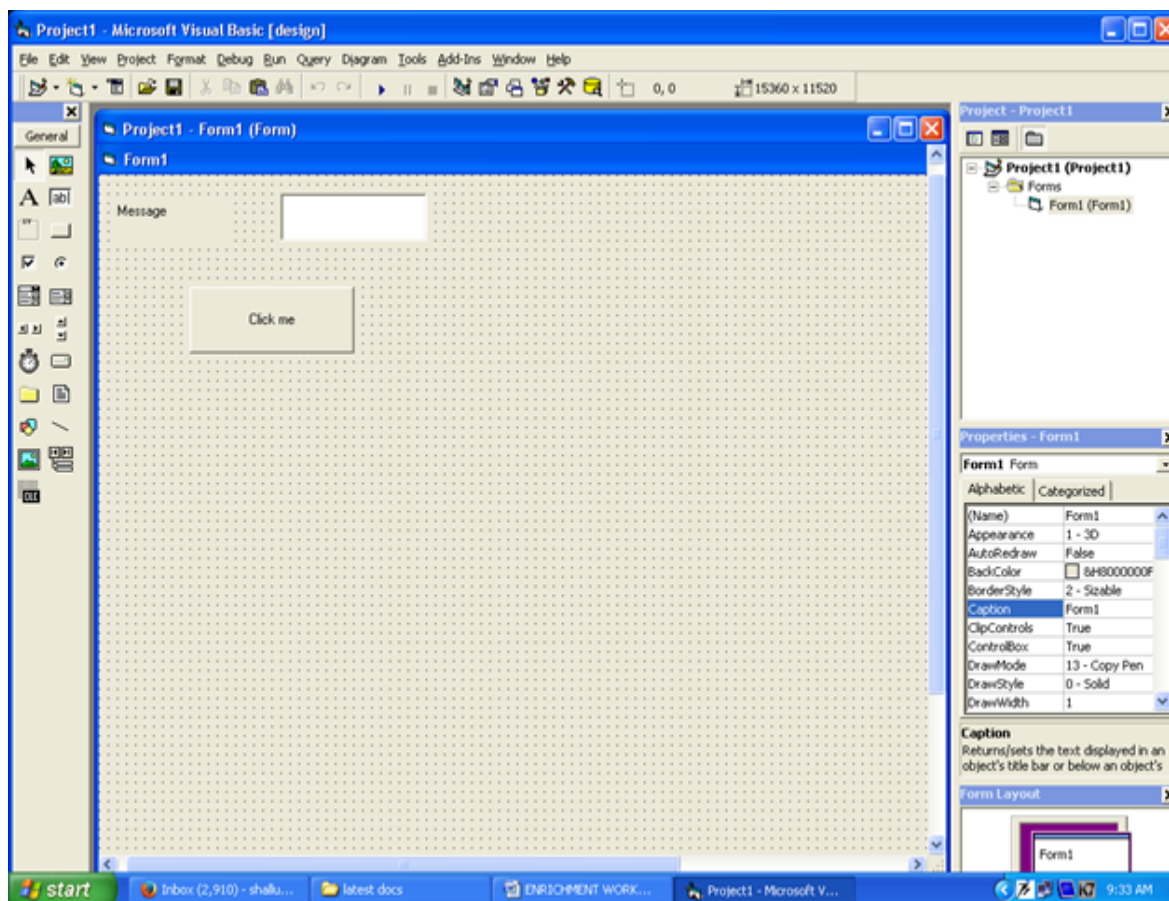 Project1 - Microsoft Visual Basic [design]
File Edit View Project Format Debug Run Query Diagram Tools Add-Ins Window Help
0, 0 15360 x 11520
General
A ab|
Project1 - Form1 (Form)
Form1
Message
Click me
OLE
Project - Project1
Project1 (Project1)
Forms
Form1 (Form1)
Properties - Form1
Form1 Form
Alphabetic Categorized
(Name) Form1
Appearance 1 - 3D
AutoRedraw False
BackColor &H8000000F
BorderStyle 2 - Sizable
Caption Form1
ClipControls True
ControlBox True
DrawMode 13 - Copy Pen
DrawStyle 0 - Solid
DrawWidth 1
Caption
Returns/sets the text displayed in an
object's title bar or below an object's
Form Layout
Form1
start Inbox (2,910) - shallu... latest docs ENRICHMENT WORK... Project1 - Microsoft V... 9:33 AM